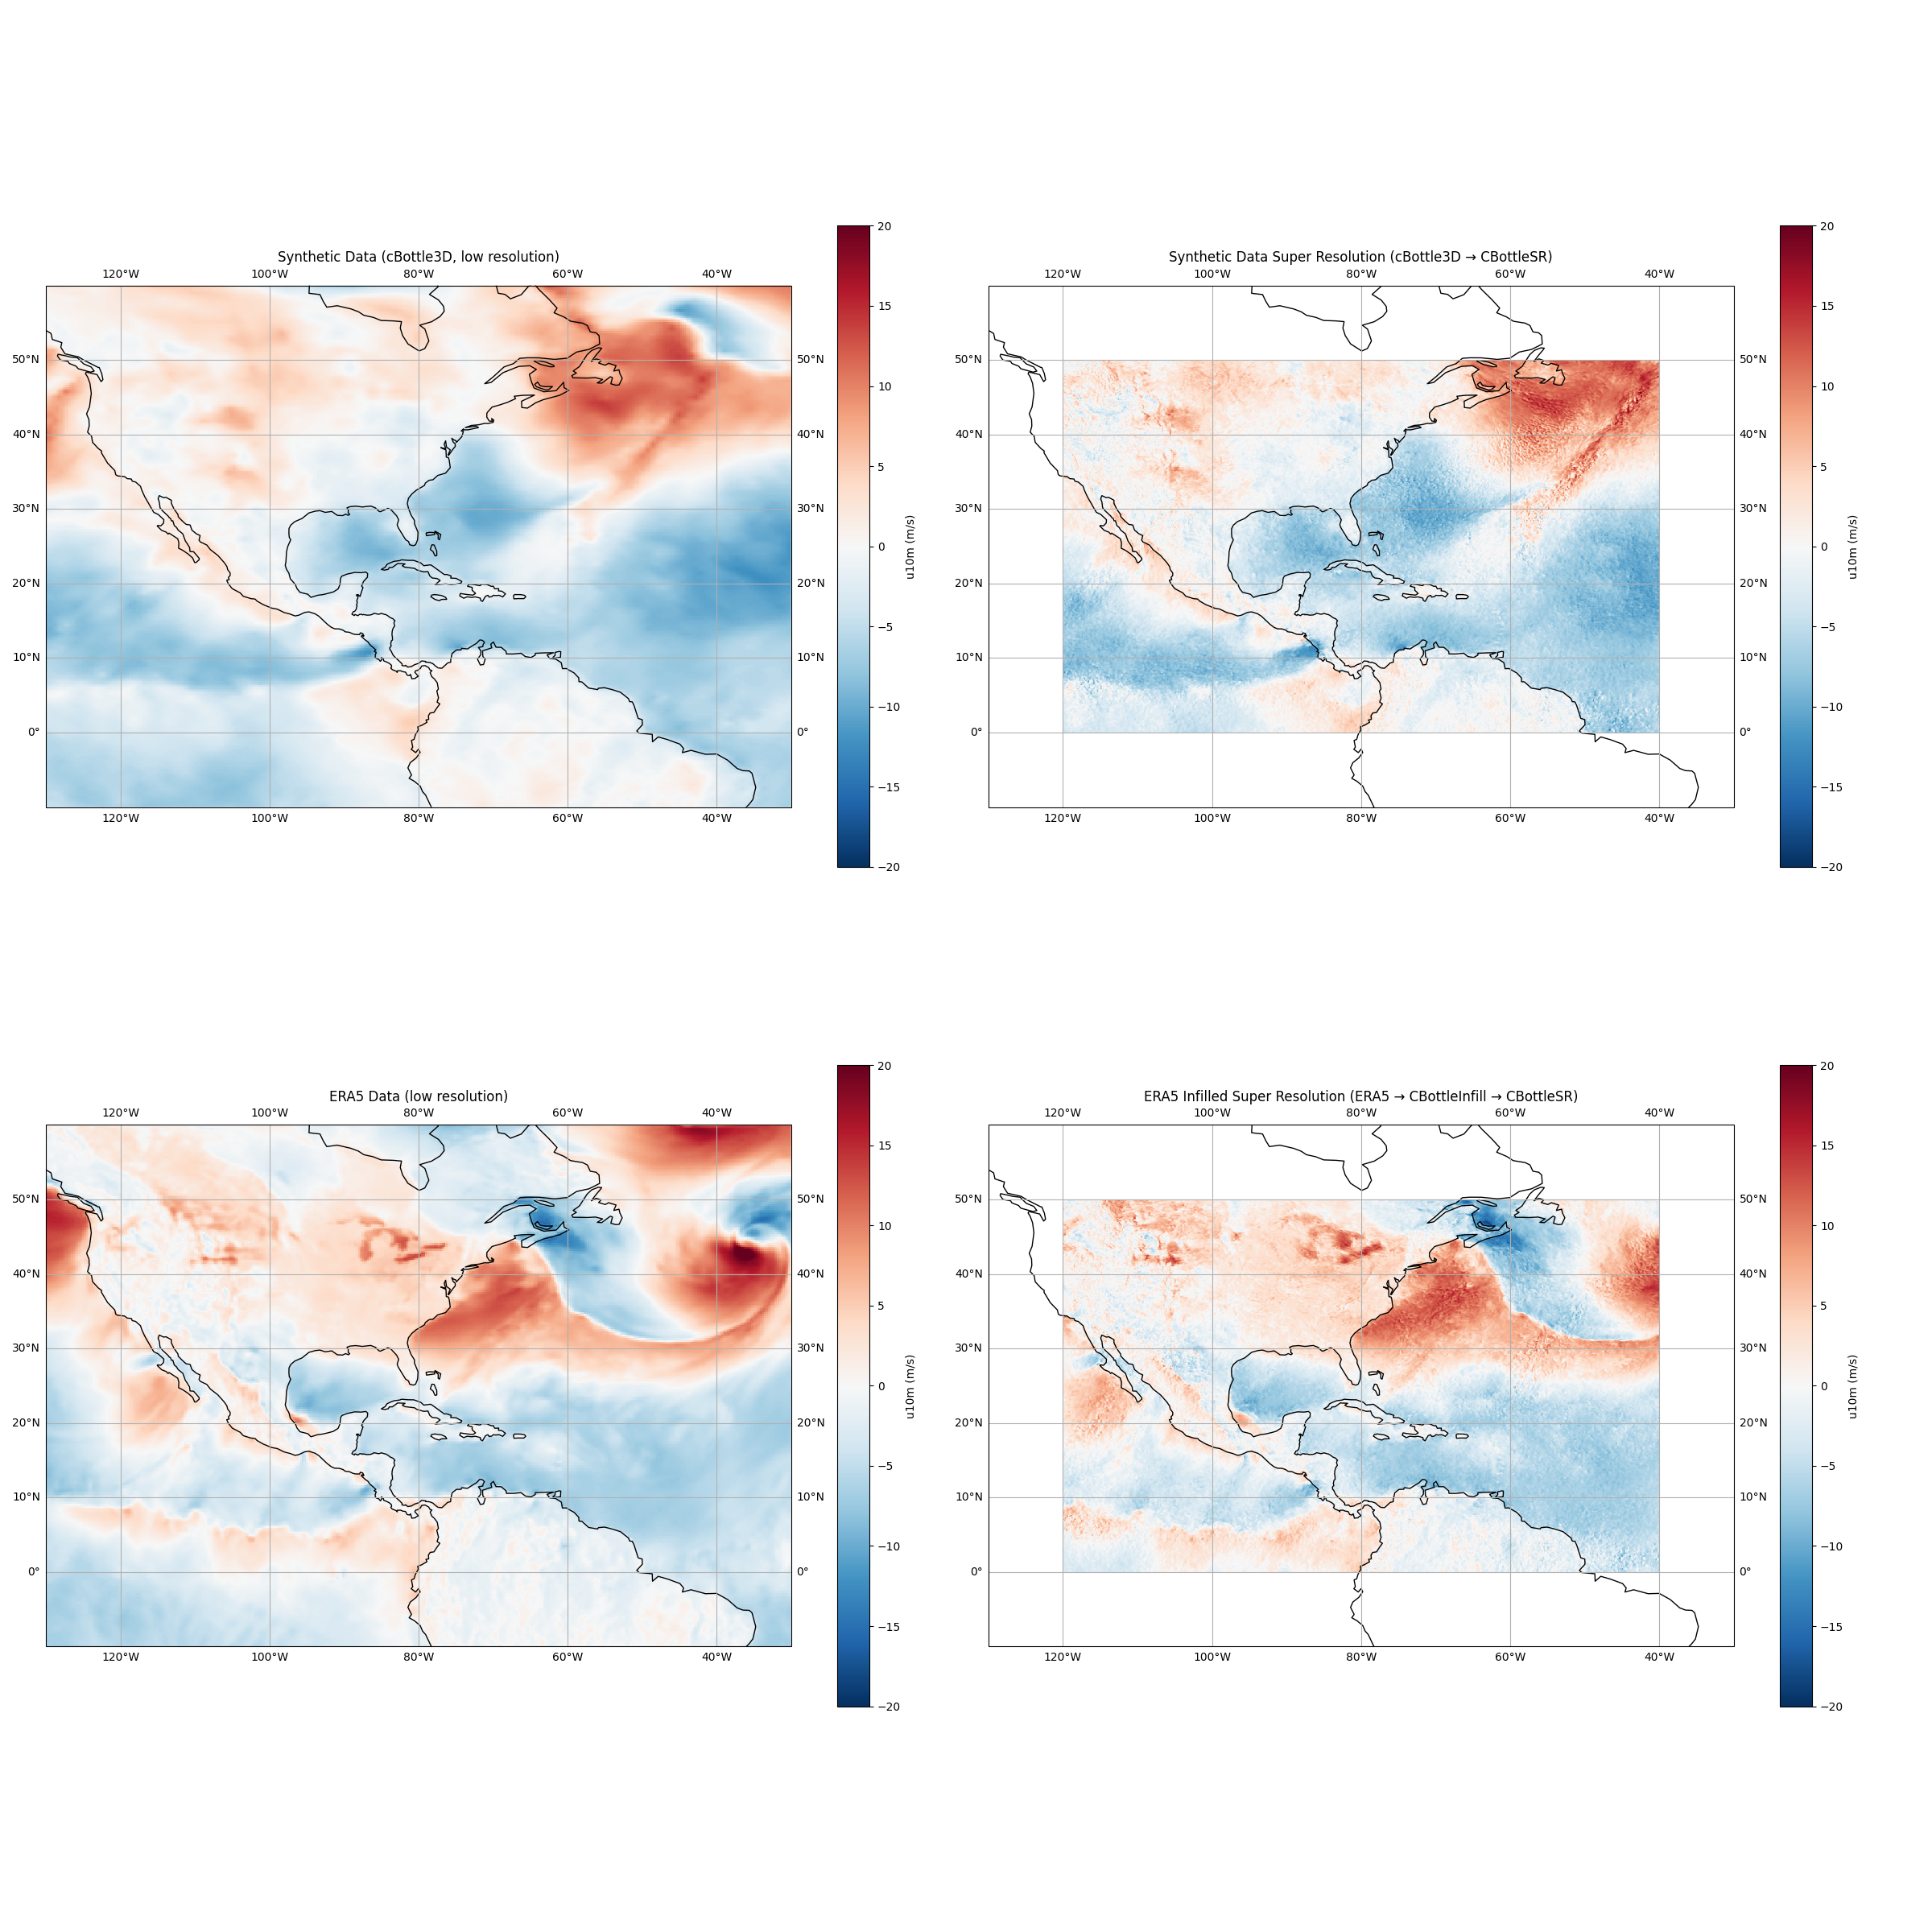 Synthetic Data (cBottle3D, low resolution)
120°W 100°W 80°W 60°W 40°W
50°N 50°N
40°N 40°N
30°N 30°N
20°N 20°N
10°N 10°N
0° 0°
120°W 100°W 80°W 60°W 40°W
20
15
10
5
0
−5
−10
−15
−20
u10m (m/s)
Synthetic Data Super Resolution (cBottle3D → CBottleSR)
120°W 100°W 80°W 60°W 40°W
50°N 50°N
40°N 40°N
30°N 30°N
20°N 20°N
10°N 10°N
0° 0°
120°W 100°W 80°W 60°W 40°W
20
15
10
5
0
−5
−10
−15
−20
u10m (m/s)
ERA5 Data (low resolution)
120°W 100°W 80°W 60°W 40°W
50°N 50°N
40°N 40°N
30°N 30°N
20°N 20°N
10°N 10°N
0° 0°
120°W 100°W 80°W 60°W 40°W
20
15
10
5
0
−5
−10
−15
−20
u10m (m/s)
ERA5 Infilled Super Resolution (ERA5 → CBottleInfill → CBottleSR)
120°W 100°W 80°W 60°W 40°W
50°N 50°N
40°N 40°N
30°N 30°N
20°N 20°N
10°N 10°N
0° 0°
120°W 100°W 80°W 60°W 40°W
20
15
10
5
0
−5
−10
−15
−20
u10m (m/s)